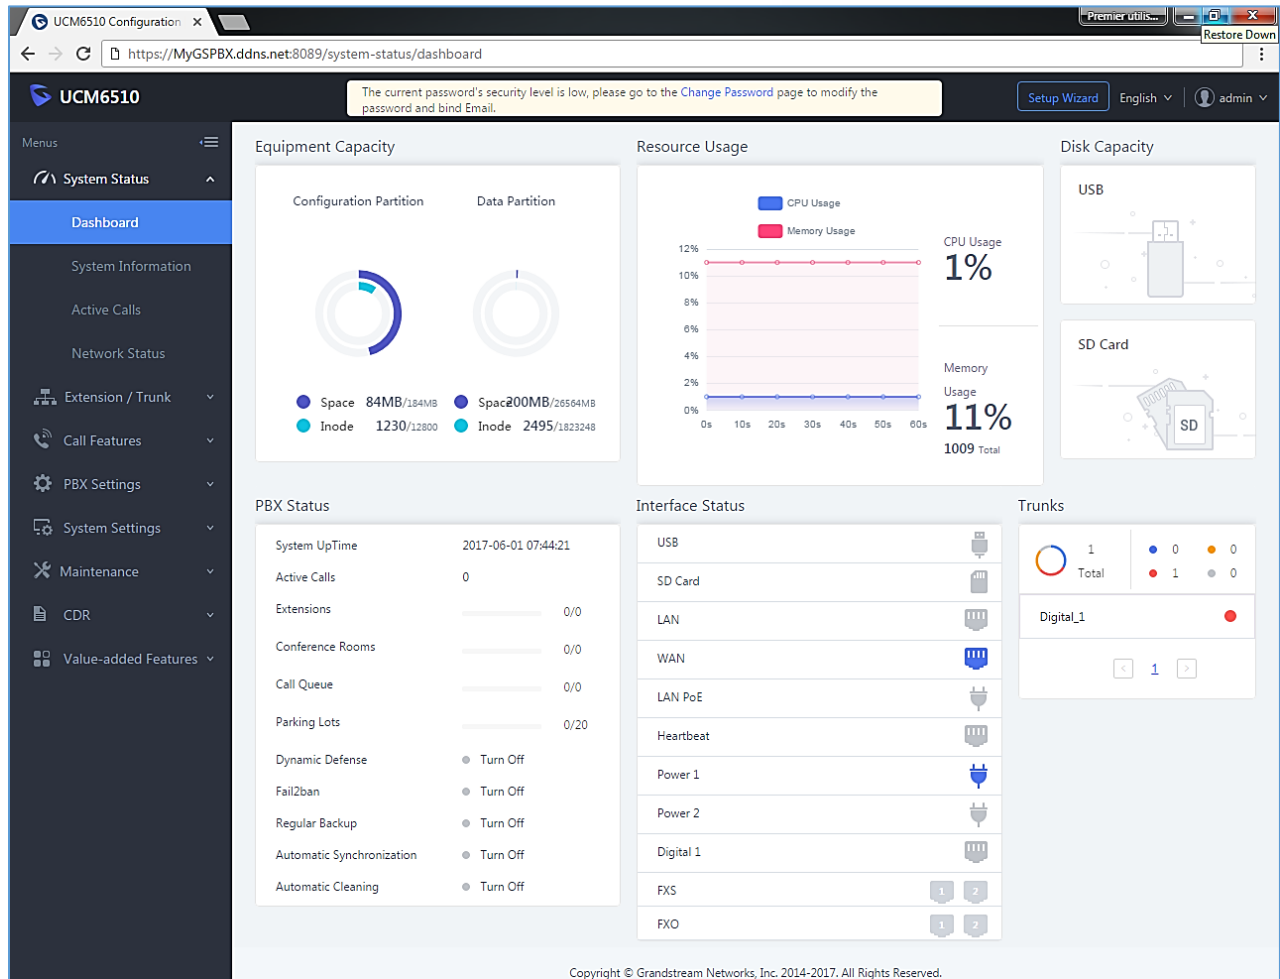 UCM6510 Configuration
Premier utilis...
Restore Down
https://MyGSPBX.ddns.net:8089/system-status/dashboard
UCM6510
The current password's security level is low, please go to the Change Password page to modify the
password and bind Email.
Setup Wizard
English
admin
Menus
System Status
Dashboard
System Information
Active Calls
Network Status
Extension / Trunk
Call Features
PBX Settings
System Settings
Maintenance
CDR
Value-added Features
Equipment Capacity
Configuration Partition
Data Partition
Space 84MB/184MB
Inode 1230/12800
Space 200MB/26564MB
Inode 2495/1823248
Resource Usage
CPU Usage
Memory Usage
12%
10%
8%
6%
4%
2%
0%
0s 10s 20s 30s 40s 50s 60s
CPU Usage
1%
Memory
Usage
11%
1009 Total
Disk Capacity
USB
SD Card
SD
PBX Status
System UpTime 2017-06-01 07:44:21
Active Calls 0
Extensions 0/0
Conference Rooms 0/0
Call Queue 0/0
Parking Lots 0/20
Dynamic Defense Turn Off
Fail2ban Turn Off
Regular Backup Turn Off
Automatic Synchronization Turn Off
Automatic Cleaning Turn Off
Interface Status
USB
SD Card
LAN
WAN
LAN PoE
Heartbeat
Power 1
Power 2
Digital 1
FXS 1 2
FXO 1 2
Trunks
1
Total
0 0
1 0
Digital_1
< 1 >
Copyright © Grandstream Networks, Inc. 2014-2017. All Rights Reserved.